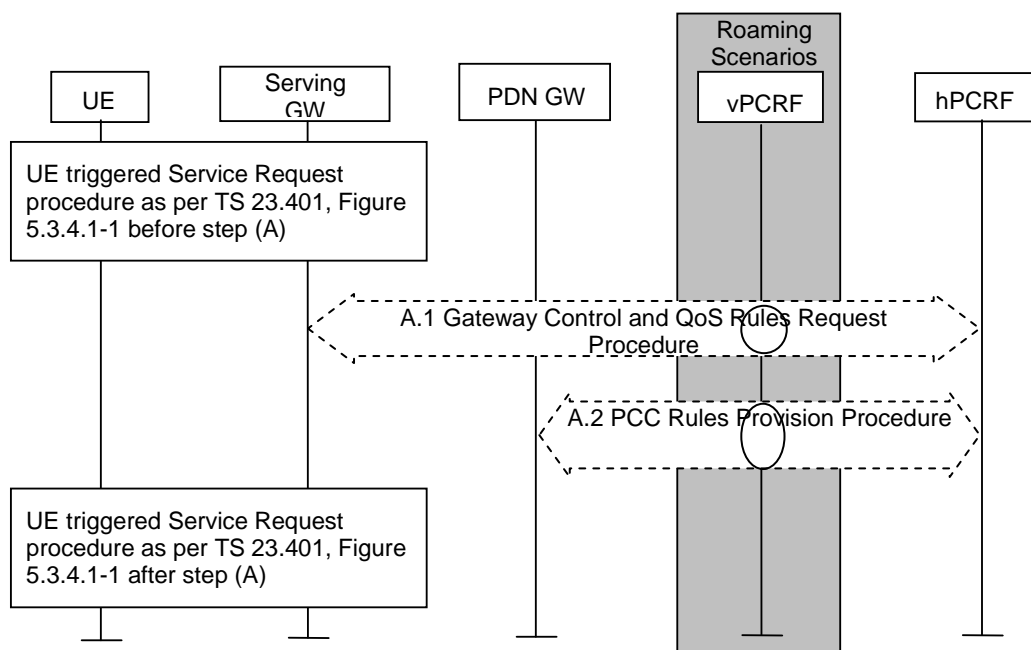 Roaming
Scenarios
UE
Serving
GW
PDN GW
vPCRF
hPCRF
UE triggered Service Request
procedure as per TS 23.401, Figure
5.3.4.1-1 before step (A)
A.1 Gateway Control and QoS Rules Request
Procedure
A.2 PCC Rules Provision Procedure
UE triggered Service Request
procedure as per TS 23.401, Figure
5.3.4.1-1 after step (A)